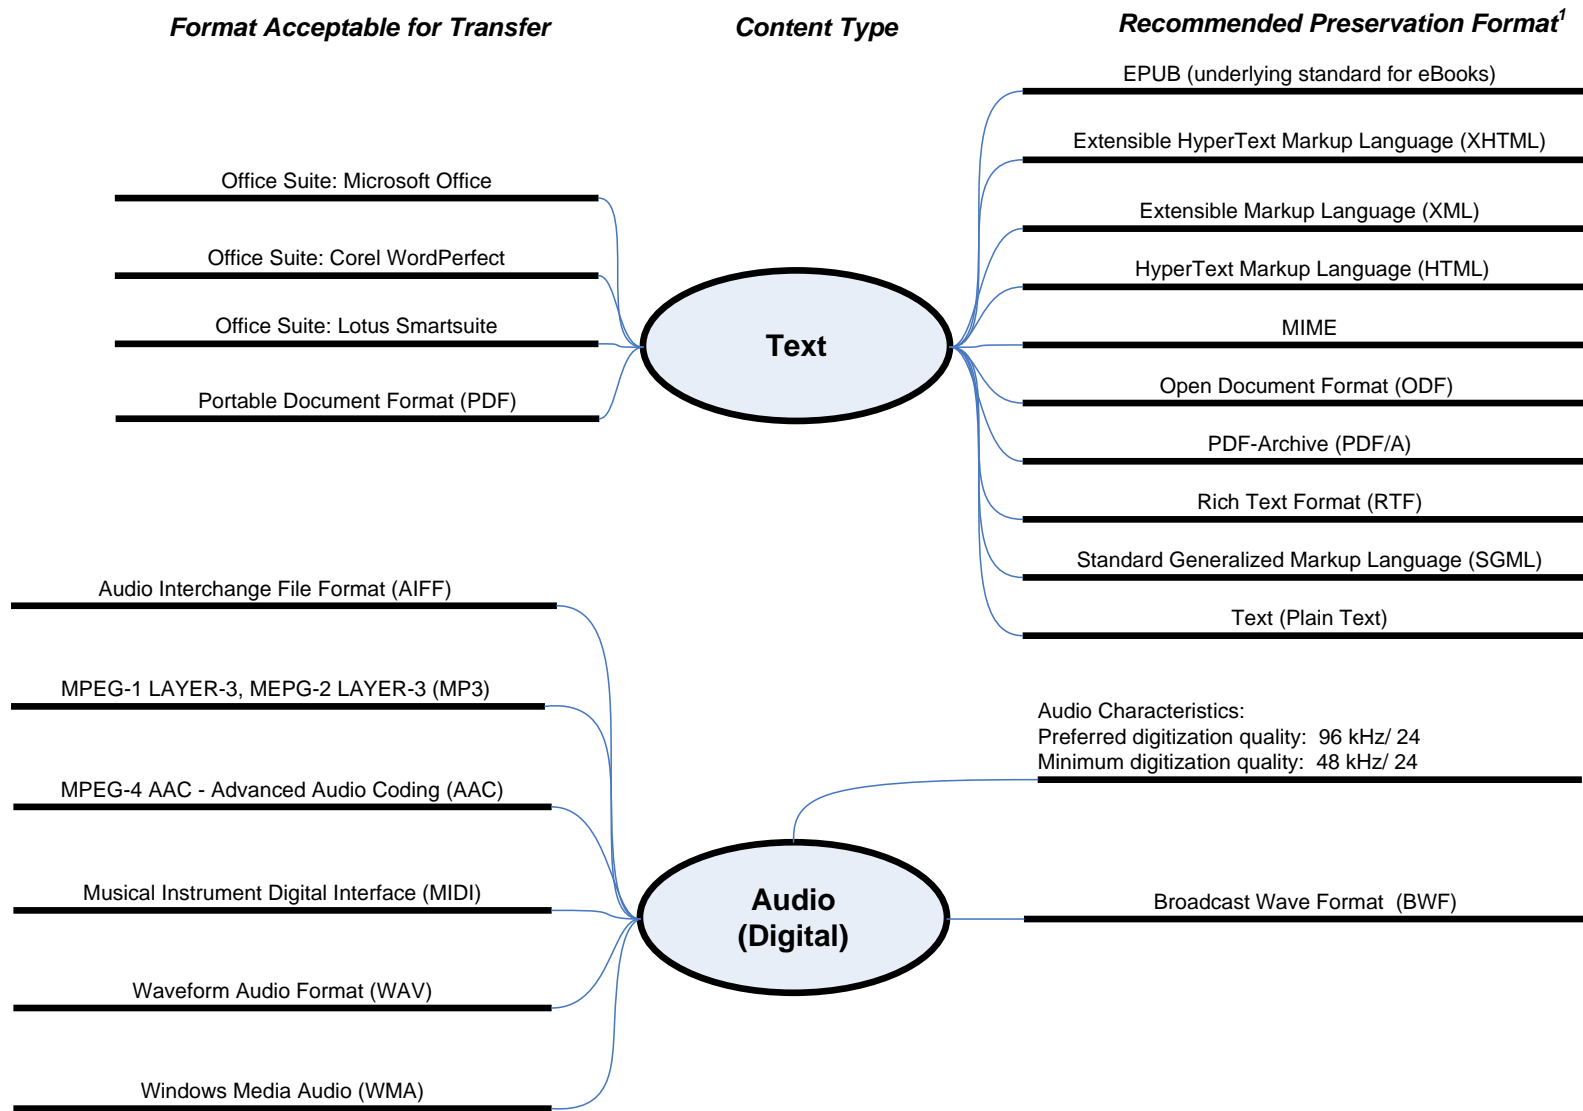 Format Acceptable for Transfer
Content Type
Recommended Preservation Format1
EPUB (underlying standard for eBooks)
Extensible HyperText Markup Language (XHTML)
Office Suite: Microsoft Office
Extensible Markup Language (XML)
Office Suite: Corel WordPerfect
HyperText Markup Language (HTML)
Office Suite: Lotus Smartsuite
Text
MIME
Portable Document Format (PDF)
Open Document Format (ODF)
PDF-Archive (PDF/A)
Rich Text Format (RTF)
Standard Generalized Markup Language (SGML)
Text (Plain Text)
Audio Interchange File Format (AIFF)
MPEG-1 LAYER-3, MEPG-2 LAYER-3 (MP3)
MPEG-4 AAC - Advanced Audio Coding (AAC)
Musical Instrument Digital Interface (MIDI)
Waveform Audio Format (WAV)
Windows Media Audio (WMA)
Audio
(Digital)
Audio Characteristics:
Preferred digitization quality:  96 kHz/ 24
Minimum digitization quality:  48 kHz/ 24
Broadcast Wave Format  (BWF)